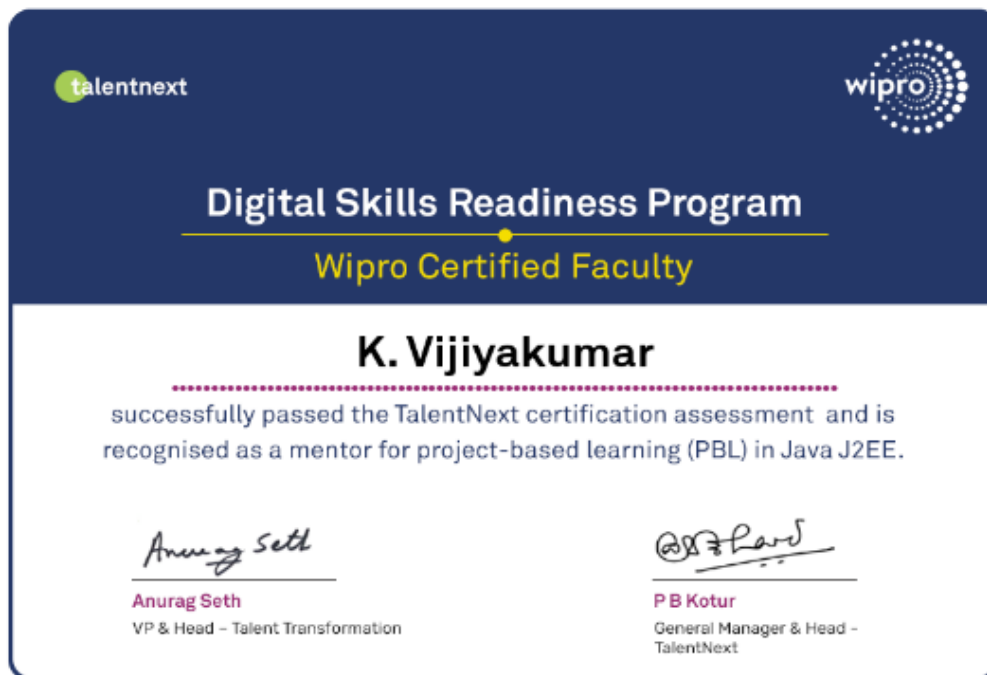 talentnext
wipro
Digital Skills Readiness Program
Wipro Certified Faculty
K. Vijiyakumar
successfully passed the TalentNext certification assessment and is
recognised as a mentor for project-based learning (PBL) in Java J2EE.
Anurag Seth
Anurag Seth
P B Kotur
VP & Head – Talent Transformation
General Manager & Head –
TalentNext